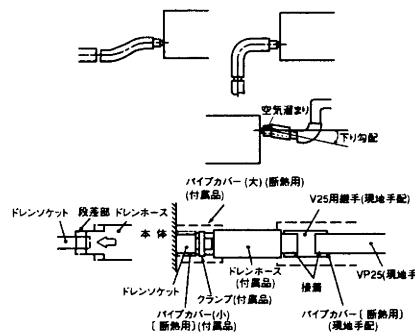 空気溜まり
下り勾配
パイプカバー(大)(断熱用)
(付属品)
V25用継手(現地手配)
段差部
ドレンソケット
ドレンホース
本体
ドレンホース
(付属品)
接着
VP25(現地手
ドレンソケット
クランプ(付属品)
パイプカバー(小)
〔断熱用〕(付属品)
パイプカバー〔断熱用〕
(現地手配)